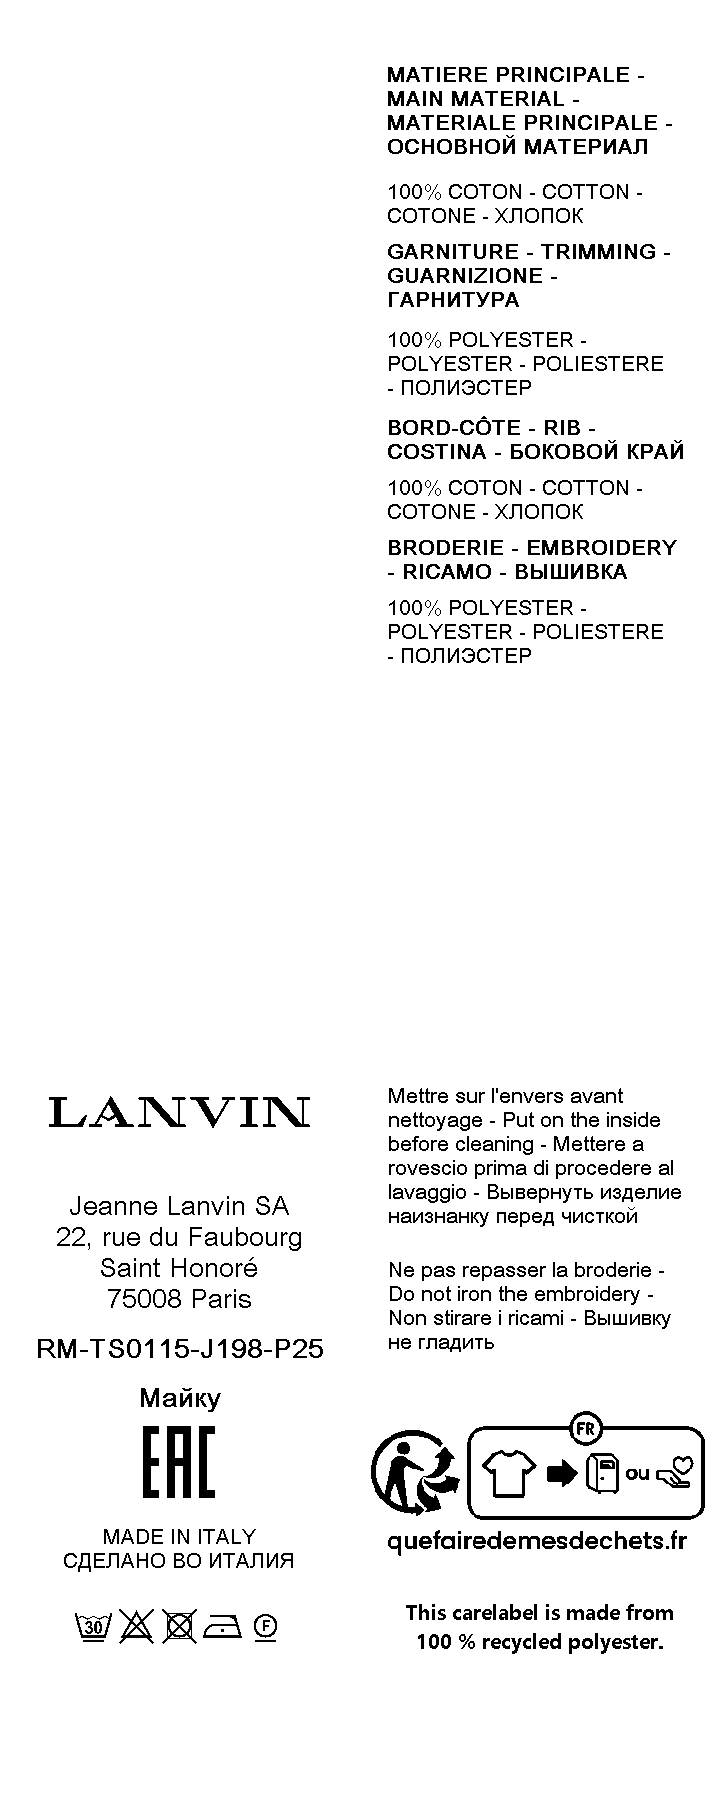 MATIERE PRINCIPALE -
MAIN MATERIAL -
MATERIALE PRINCIPALE -
ОСНОВНОЙ МАТЕРИАЛ
100% COTON - COTTON -
COTONE - ХЛОПОК
GARNITURE - TRIMMING -
GUARNIZIONE -
ГАРНИТУРА
100% POLYESTER -
POLYESTER - POLIESTERE
- ПОЛИЭСТЕР
BORD-CÔTE - RIB -
COSTINA - БОКОВОЙ КРАЙ
100% COTON - COTTON -
COTONE - ХЛОПОК
BRODERIE - EMBROIDERY
- RICAMO - ВЫШИВКА
100% POLYESTER -
POLYESTER - POLIESTERE
- ПОЛИЭСТЕР
LANVIN
Jeanne Lanvin SA
22, rue du Faubourg
Saint Honoré
75008 Paris
RM-TS0115-J198-P25
Майку
EAC
MADE IN ITALY
СДЕЛАНО ВО ИТАЛИЯ
30
F
Mettre sur l'envers avant
nettoyage - Put on the inside
before cleaning - Mettere a
rovescio prima di procedere al
lavaggio - Вывернуть изделие
наизнанку перед чисткой
Ne pas repasser la broderie -
Do not iron the embroidery -
Non stirare i ricami - Вышивку
не гладить
FR
ou
quefairedemesdechets.fr
This carelabel is made from
100 % recycled polyester.